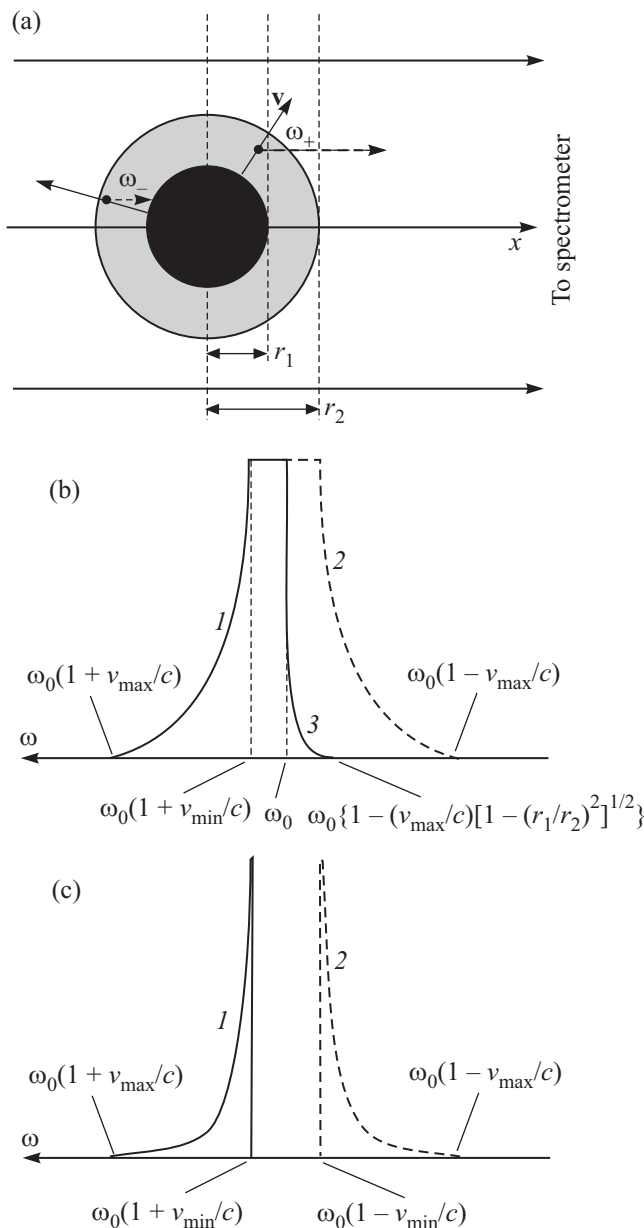 (a)
v
ω+
ω−
x
To spectrometer
r1
r2
(b)
1
2
ω0(1 + vmax/c)
ω0(1 − vmax/c)
3
ω
ω0(1 + vmin/c)
ω0
ω0{1 − (vmax/c)[1 − (r1/r2)^2]^1/2}
(c)
1
2
ω0(1 + vmax/c)
ω0(1 − vmax/c)
ω
ω0(1 + vmin/c)
ω0(1 − vmin/c)